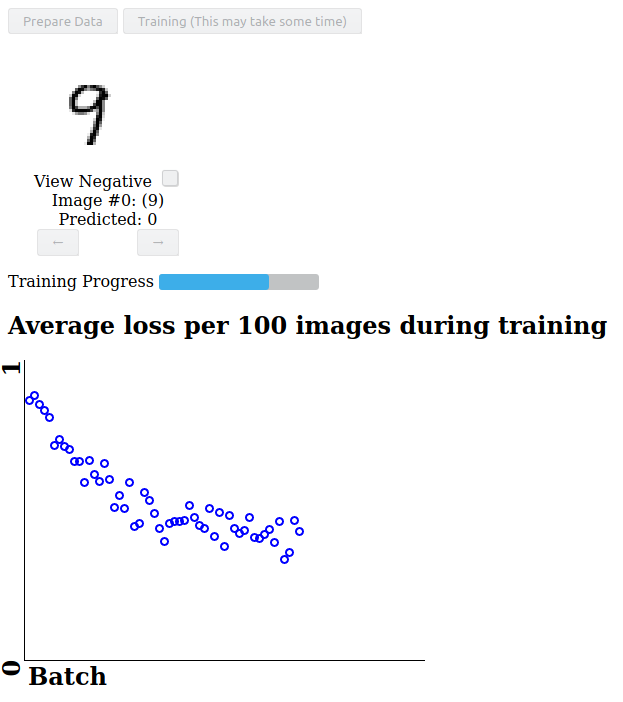 Prepare Data
Training (This may take some time)
9
View Negative
Image #0: (9)
Predicted: 0
← →
Training Progress
Average loss per 100 images during training
1
0
Batch